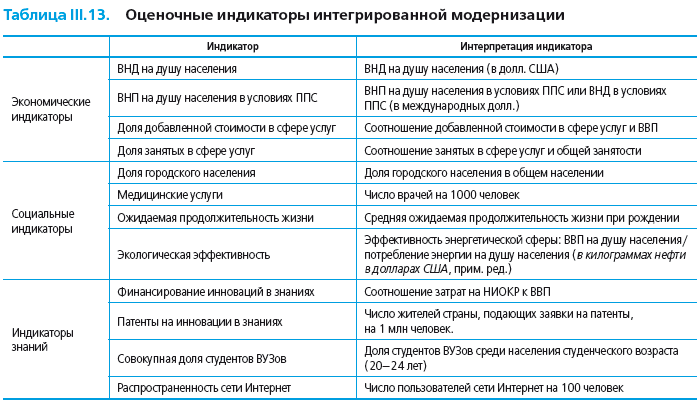 Таблица III.13. Оценочные индикаторы интегрированной модернизации
Индикатор Интерпретация индикатора
Экономические
индикаторы
ВНД на душу населения ВНД на душу населения (в долл. США)
ВНП на душу населения в условиях ППС ВНП на душу населения в условиях ППС или ВНД в условиях
ППС (в международных долл.)
Доля добавленной стоимости в сфере услуг Соотношение добавленной стоимости в сфере услуг и ВВП
Доля занятых в сфере услуг Соотношение занятых в сфере услуг и общей занятости
Социальные
индикаторы
Доля городского населения Доля городского населения в общем населении
Медицинские услуги Число врачей на 1000 человек
Ожидаемая продолжительность жизни Средняя ожидаемая продолжительность жизни при рождении
Экологическая эффективность Эффективность энергетической сферы: ВВП на душу населения/
потребление энергии на душу населения (в килограммах нефти
в долларах США, прим. ред.)
Индикаторы
знаний
Финансирование инноваций в знаниях Соотношение затрат на НИОКР к ВВП
Патенты на инновации в знаниях Число жителей страны, подающих заявки на патенты,
на 1 млн человек.
Совокупная доля студентов ВУЗов Доля студентов ВУЗов среди населения студенческого возраста
(20—24 лет)
Распространенность сети Интернет Число пользователей сети Интернет на 100 человек